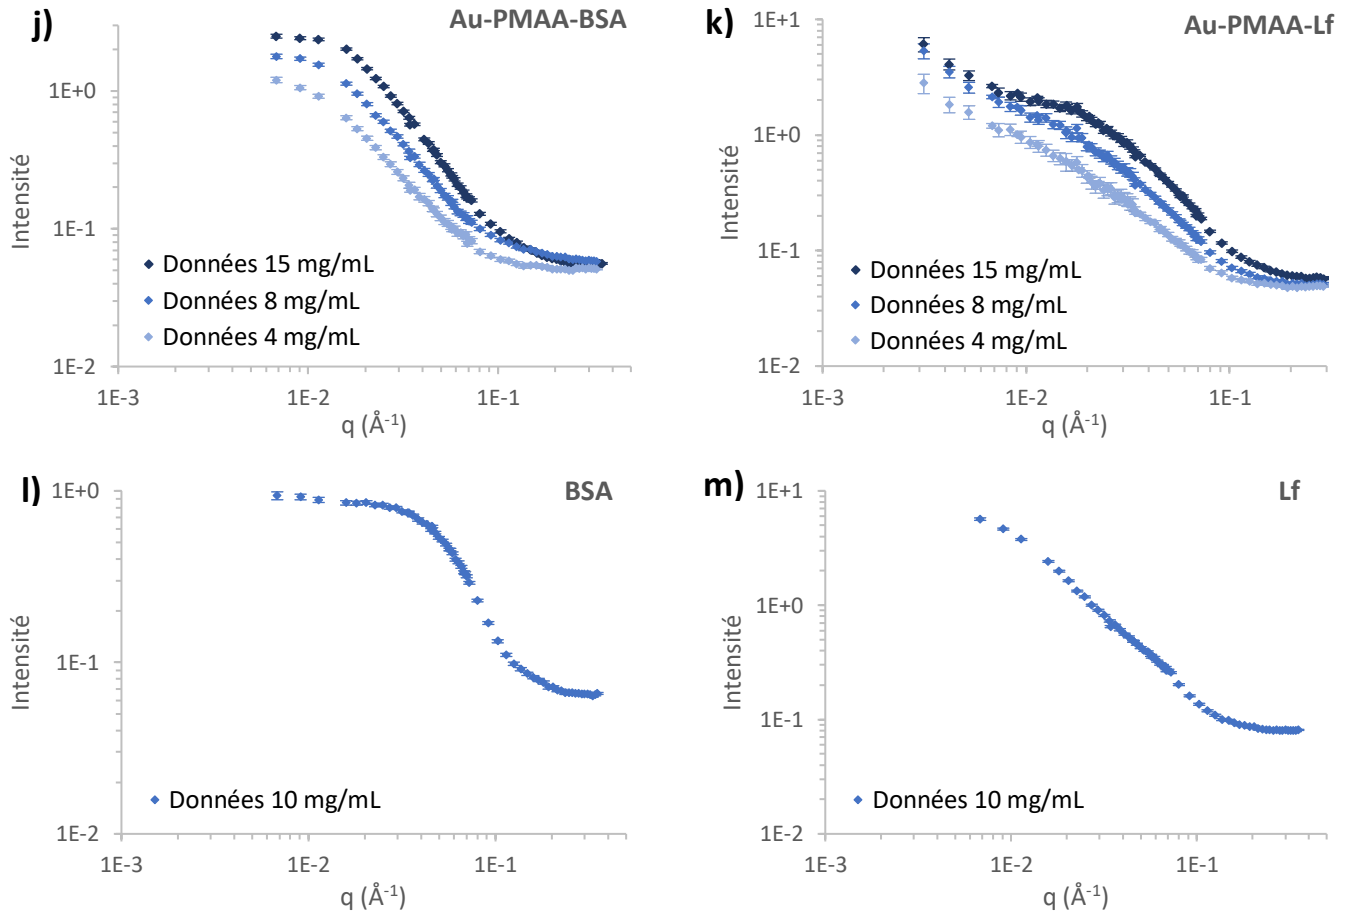 j)
Au-PMAA-BSA
1E+0
1E-1
1E-2
Intensité
Données 15 mg/mL
Données 8 mg/mL
Données 4 mg/mL
1E-3
1E-2
1E-1
q (Å-1)
k)
Au-PMAA-Lf
1E+1
1E+0
1E-1
1E-2
Intensité
Données 15 mg/mL
Données 8 mg/mL
Données 4 mg/mL
1E-3
1E-2
1E-1
q (Å-1)
l)
BSA
1E+0
1E-1
1E-2
Intensité
Données 10 mg/mL
1E-3
1E-2
1E-1
q (Å-1)
m)
Lf
1E+1
1E+0
1E-1
1E-2
Intensité
Données 10 mg/mL
1E-3
1E-2
1E-1
q (Å-1)